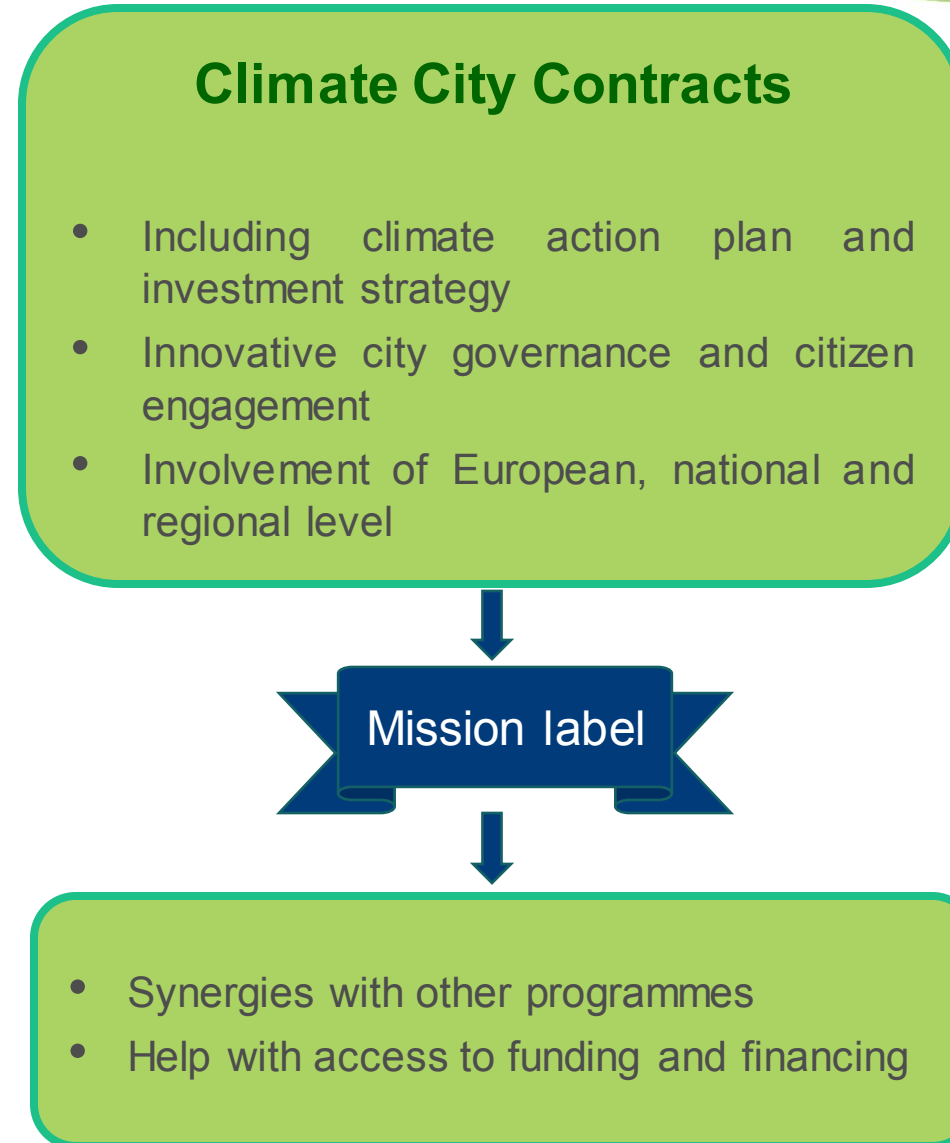 Climate City Contracts
• Including climate action plan and
investment strategy
• Innovative city governance and citizen
engagement
• Involvement of European, national and
regional level
Mission label
• Synergies with other programmes
• Help with access to funding and financing